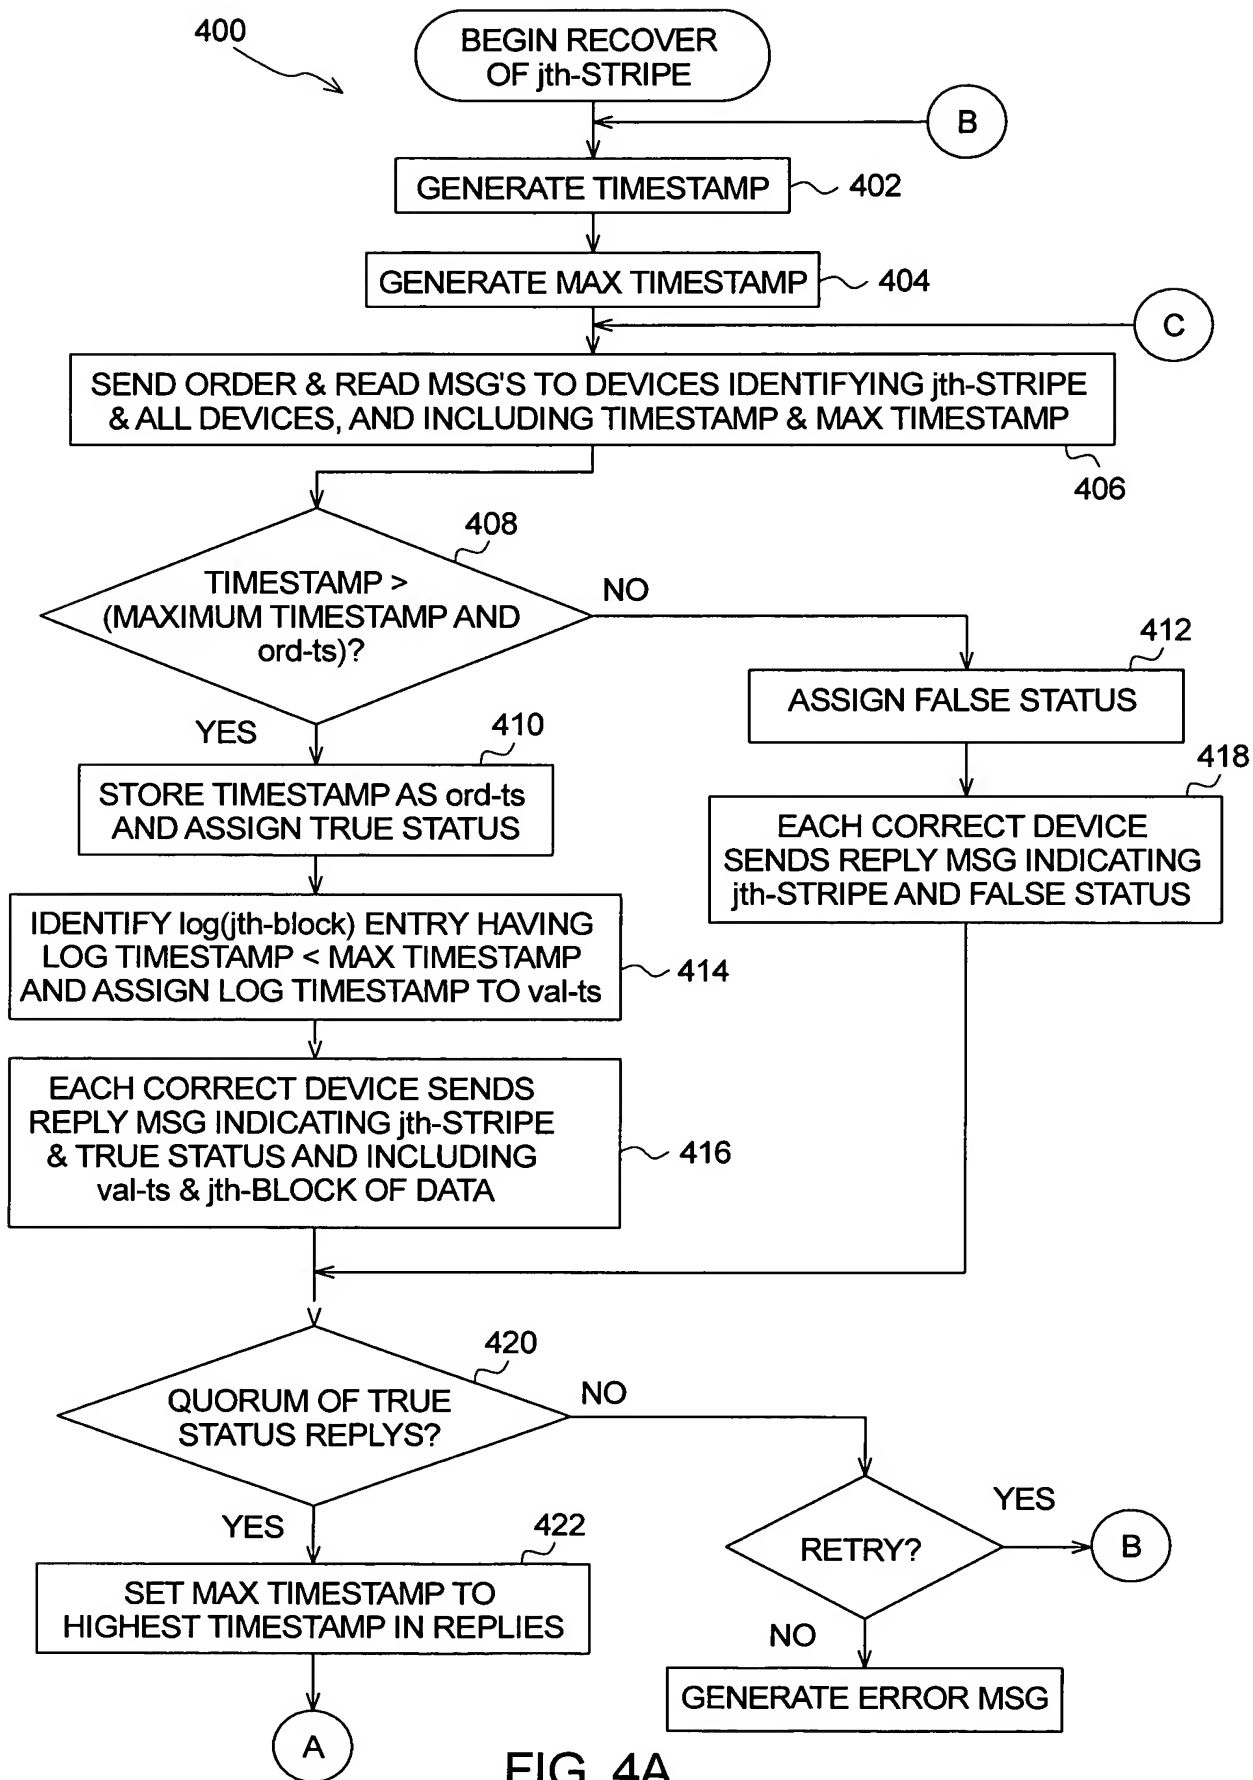 400
BEGIN RECOVER
OF jth-STRIPE
B
GENERATE TIMESTAMP
402
GENERATE MAX TIMESTAMP
404
C
SEND ORDER & READ MSG'S TO DEVICES IDENTIFYING jth-STRIPE
& ALL DEVICES, AND INCLUDING TIMESTAMP & MAX TIMESTAMP
406
408
TIMESTAMP >
(MAXIMUM TIMESTAMP AND
ord-ts)?
NO
YES
412
ASSIGN FALSE STATUS
410
STORE TIMESTAMP AS ord-ts
AND ASSIGN TRUE STATUS
418
EACH CORRECT DEVICE
SENDS REPLY MSG INDICATING
jth-STRIPE AND FALSE STATUS
IDENTIFY log(jth-block) ENTRY HAVING
LOG TIMESTAMP < MAX TIMESTAMP
AND ASSIGN LOG TIMESTAMP TO val-ts
414
EACH CORRECT DEVICE SENDS
REPLY MSG INDICATING jth-STRIPE
& TRUE STATUS AND INCLUDING
val-ts & jth-BLOCK OF DATA
416
420
QUORUM OF TRUE
STATUS REPLYS?
NO
YES
RETRY?
YES
B
422
SET MAX TIMESTAMP TO
HIGHEST TIMESTAMP IN REPLIES
NO
GENERATE ERROR MSG
A
FIG. 4A